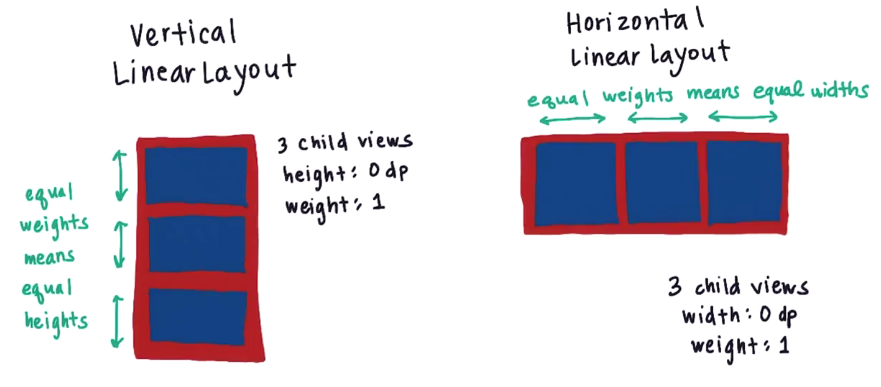 Vertical
Linear Layout
equal
weights
means
equal
heights
3 child views
height: 0 dp
weight: 1
Horizontal
Linear layout
equal weights means equal widths
3 child views
width: 0 dp
weight: 1